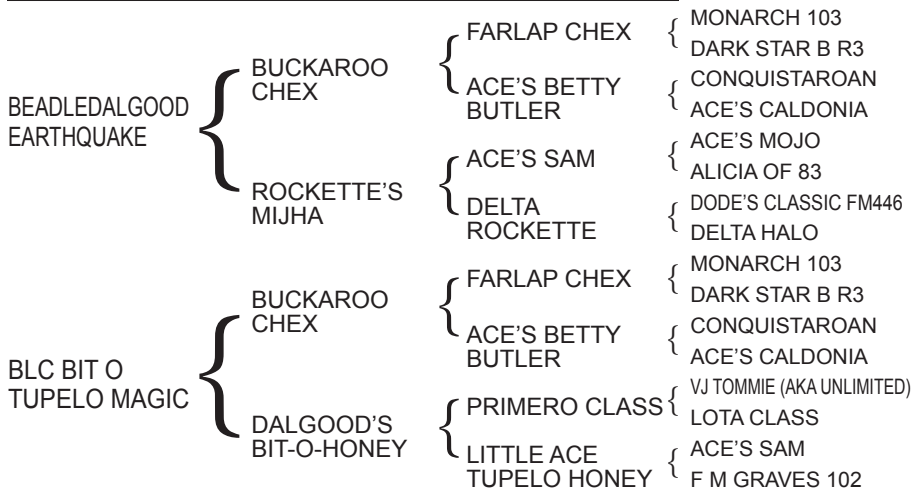 BEADLEDALGOOD
EARTHQUAKE
BUCKAROO
CHEX
FARLAP CHEX
MONARCH 103
DARK STAR B R3
ACE'S BETTY
BUTLER
CONQUISTAROAN
ACE'S CALDONIA
ROCKETTE'S
MIJHA
ACE'S SAM
ACE'S MOJO
ALICIA OF 83
DELTA
ROCKETTE
DODE'S CLASSIC FM446
DELTA HALO
BLC BIT O
TUPELO MAGIC
BUCKAROO
CHEX
FARLAP CHEX
MONARCH 103
DARK STAR B R3
ACE'S BETTY
BUTLER
CONQUISTAROAN
ACE'S CALDONIA
DALGOOD'S
BIT-O-HONEY
PRIMERO CLASS
VJ TOMMIE (AKA UNLIMITED)
LOTA CLASS
LITTLE ACE
TUPELO HONEY
ACE'S SAM
F M GRAVES 102